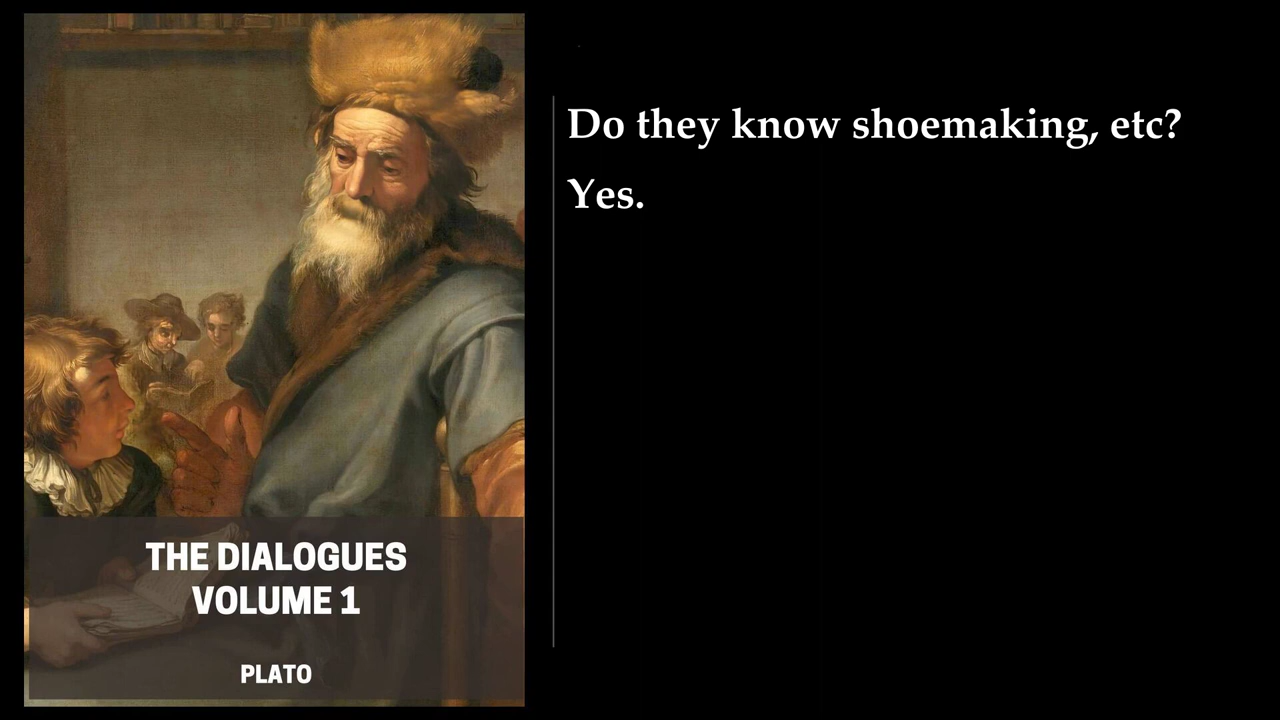 Do they know shoemaking, etc?
Yes.
THE DIALOGUES
VOLUME 1
PLATO